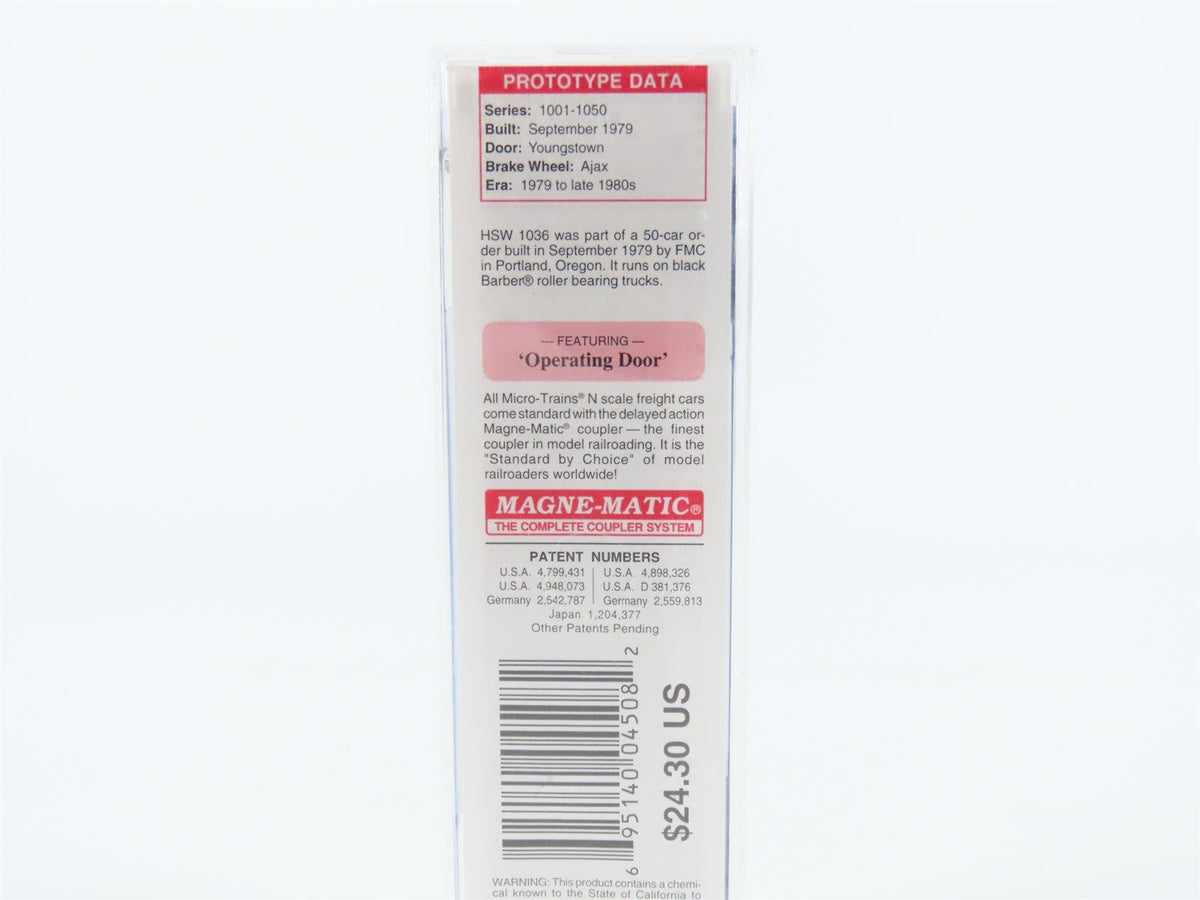 PROTOTYPE DATA
Series: 1001-1050
Built: September 1979
Door: Youngstown
Brake Wheel: Ajax
Era: 1979 to late 1980s
HSW 1036 was part of a 50-car or-
der built in September 1979 by FMC
in Portland, Oregon. It runs on black
Barber® roller bearing trucks.
— FEATURING —
‘Operating Door’
All Micro-Trains® N scale freight cars
come standard with the delayed action
Magne-Matic® coupler — the finest
coupler in model railroading. It is the
"Standard by Choice" of model
railroaders worldwide!
MAGNE-MATIC®
THE COMPLETE COUPLER SYSTEM
PATENT NUMBERS
U.S.A. 4,799,431 U.S.A. 4,898,326
U.S.A. 4,948,073 U.S.A. D 381,376
Germany 2,542,787 Germany 2,559,813
Japan 1,204,377
Other Patents Pending
6 95140 04508 2
$24.30 US
WARNING: This product contains a chemi-
cal known to the State of California to